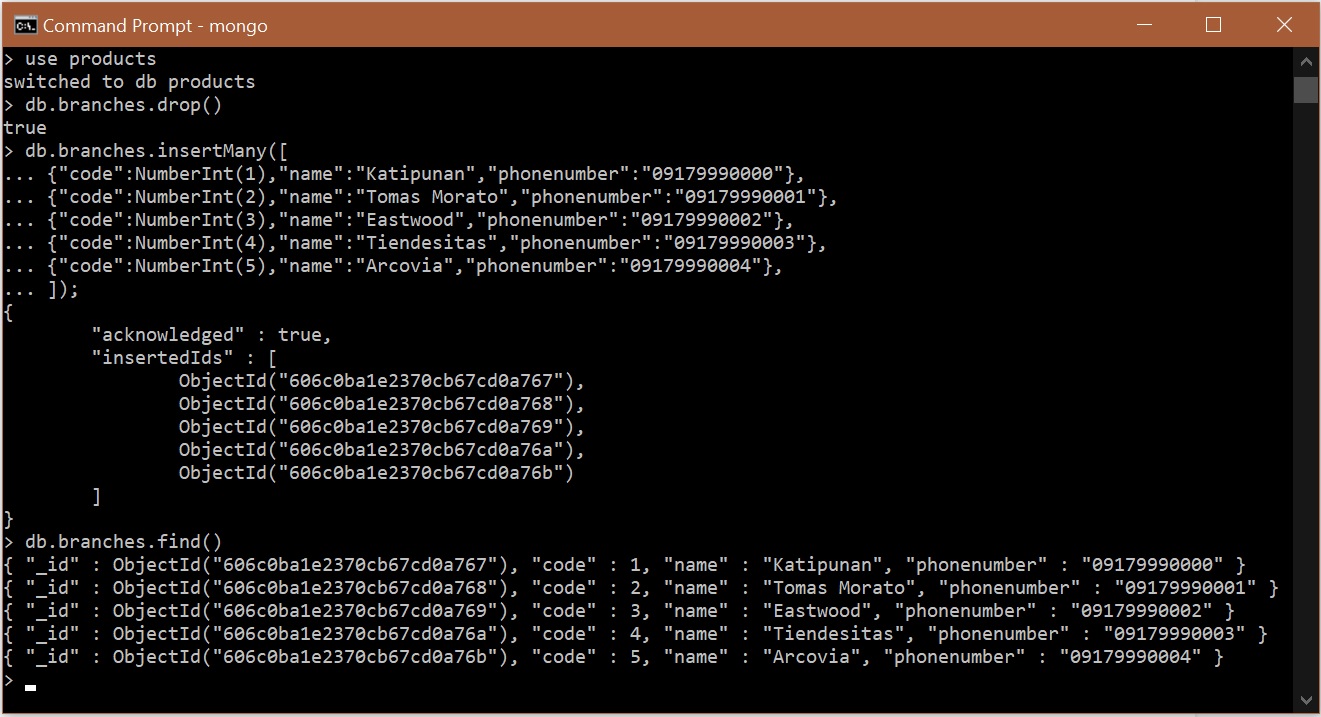 Command Prompt - mongo
> use products
switched to db products
> db.branches.drop()
true
> db.branches.insertMany([
... {"code":NumberInt(1),"name":"Katipunan","phonenumber":"09179990000"},
... {"code":NumberInt(2),"name":"Tomas Morato","phonenumber":"09179990001"},
... {"code":NumberInt(3),"name":"Eastwood","phonenumber":"09179990002"},
... {"code":NumberInt(4),"name":"Tiendesitas","phonenumber":"09179990003"},
... {"code":NumberInt(5),"name":"Arcovia","phonenumber":"09179990004"},
... ]);
{
        "acknowledged" : true,
        "insertedIds" : [
                ObjectId("606c0ba1e2370cb67cd0a767"),
                ObjectId("606c0ba1e2370cb67cd0a768"),
                ObjectId("606c0ba1e2370cb67cd0a769"),
                ObjectId("606c0ba1e2370cb67cd0a76a"),
                ObjectId("606c0ba1e2370cb67cd0a76b")
        ]
}
> db.branches.find()
{ "_id" : ObjectId("606c0ba1e2370cb67cd0a767"), "code" : 1, "name" : "Katipunan", "phonenumber" : "09179990000" }
{ "_id" : ObjectId("606c0ba1e2370cb67cd0a768"), "code" : 2, "name" : "Tomas Morato", "phonenumber" : "09179990001" }
{ "_id" : ObjectId("606c0ba1e2370cb67cd0a769"), "code" : 3, "name" : "Eastwood", "phonenumber" : "09179990002" }
{ "_id" : ObjectId("606c0ba1e2370cb67cd0a76a"), "code" : 4, "name" : "Tiendesitas", "phonenumber" : "09179990003" }
{ "_id" : ObjectId("606c0ba1e2370cb67cd0a76b"), "code" : 5, "name" : "Arcovia", "phonenumber" : "09179990004" }
>